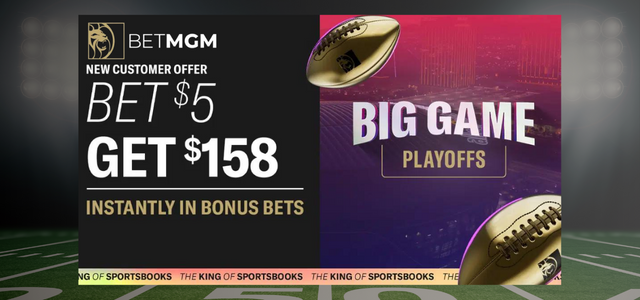 BETMGM
NEW CUSTOMER OFFER
BET $5
GET $158
INSTANTLY IN BONUS BETS
BIG GAME
PLAYOFFS
NG OF SPORTSBOOKS THE KING OF SPORTSBOOKS THE KING OF SPORTSBOOKS THE